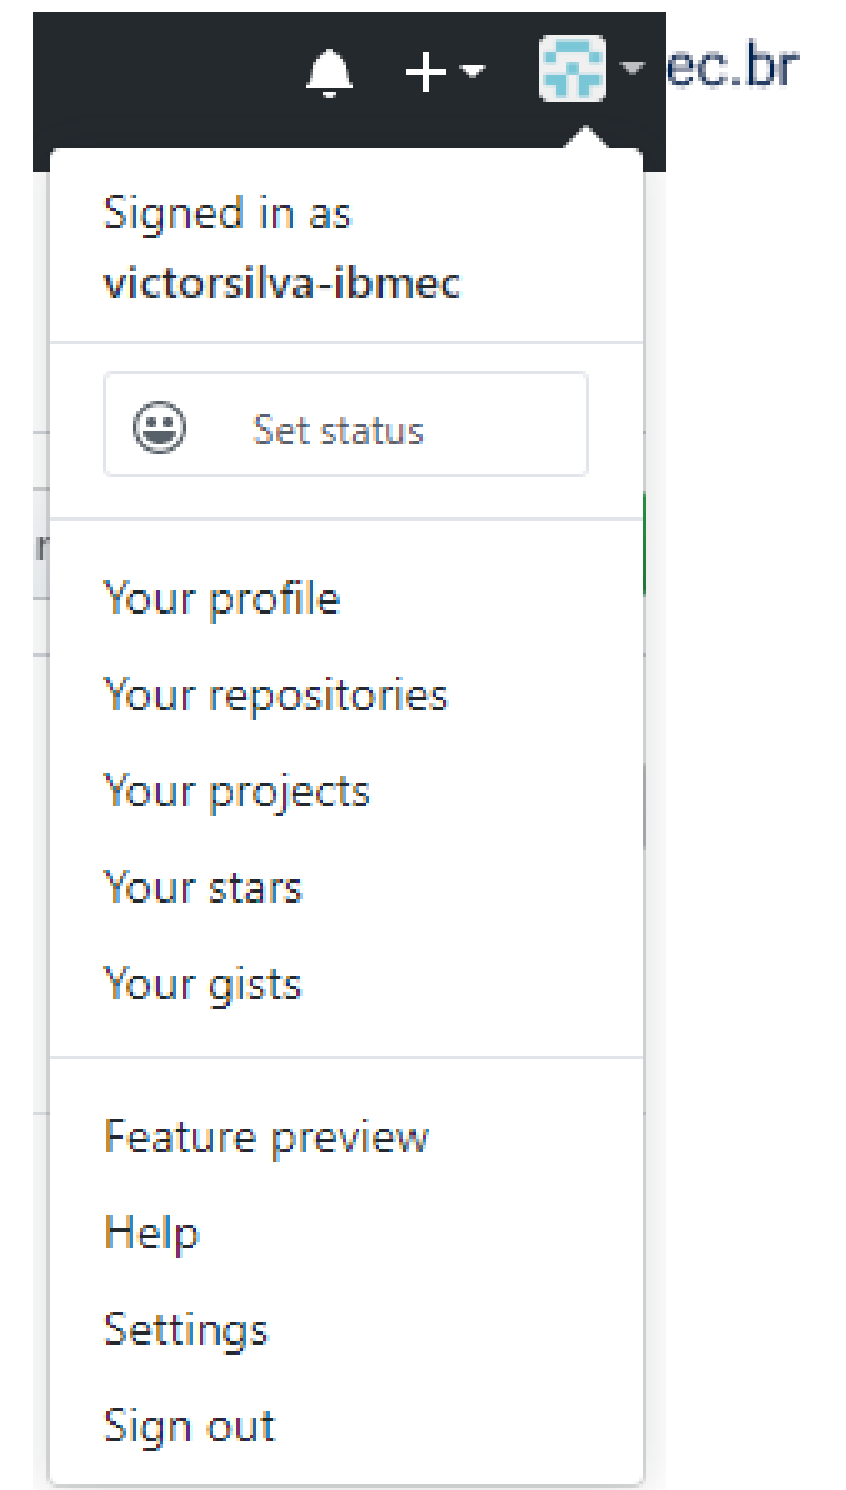 ec.br
Signed in as
victorsilva-ibmec
Set status
r
Your profile
Your repositories
Your projects
Your stars
Your gists
Feature preview
Help
Settings
Sign out